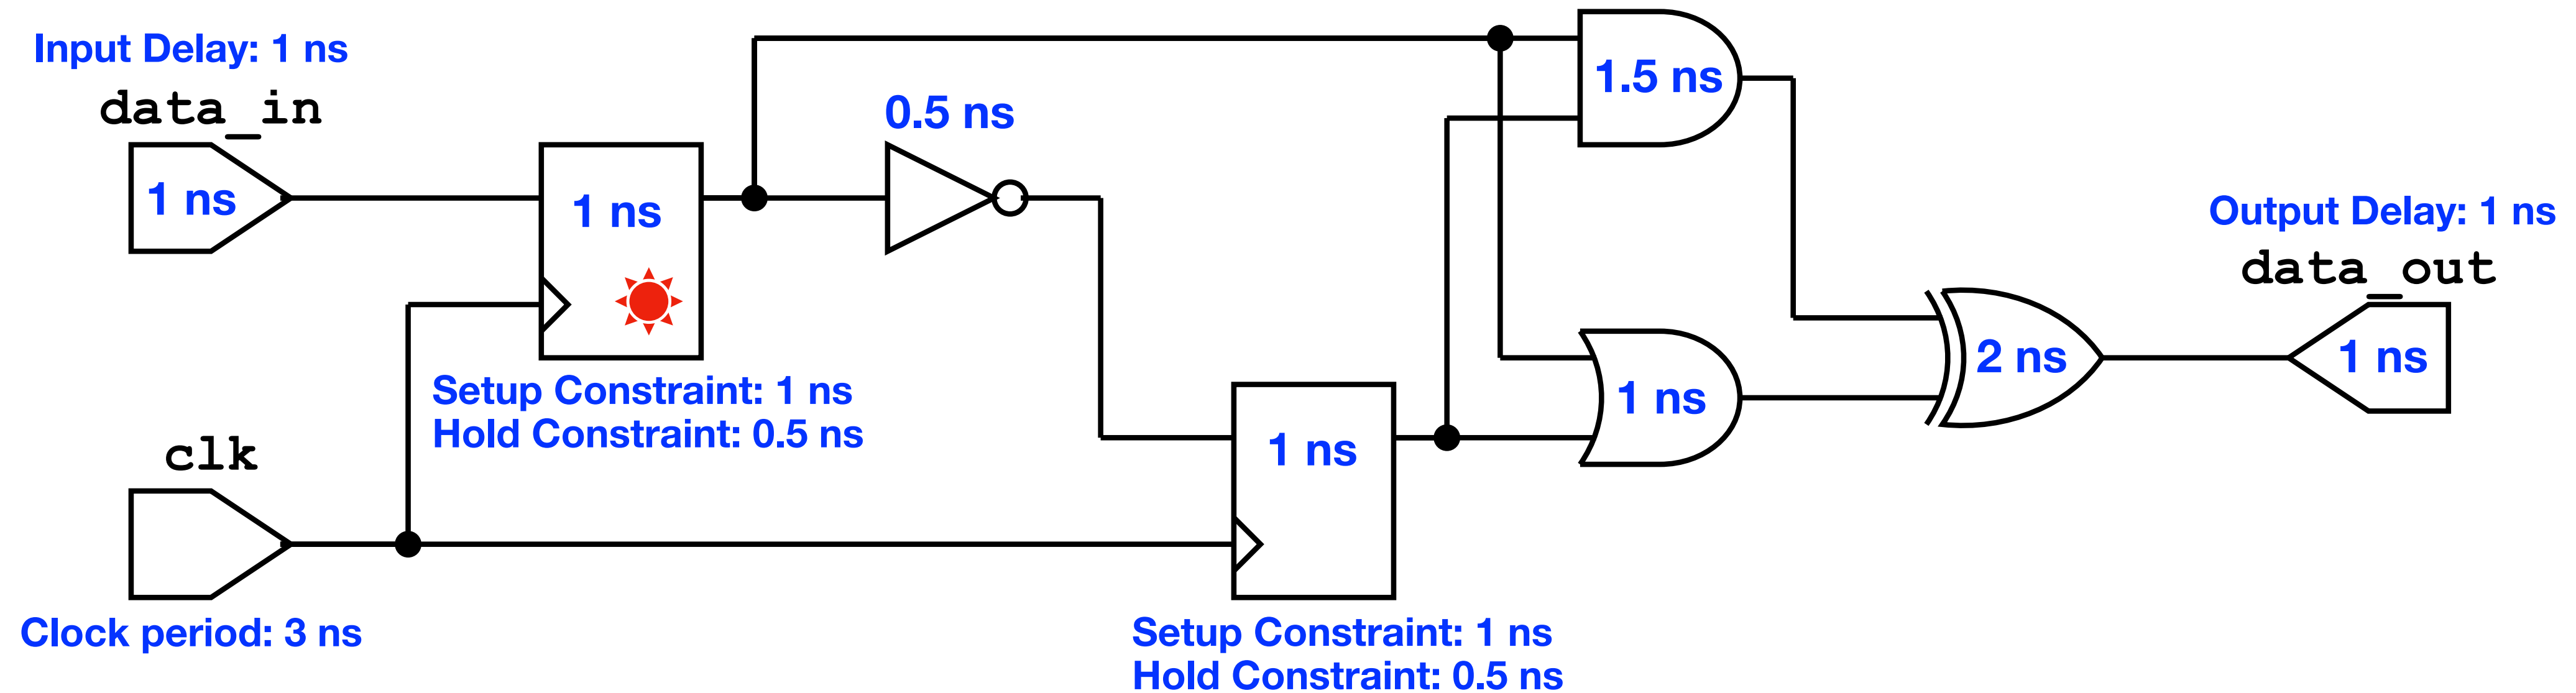 Input Delay: 1 ns
data_in
1 ns
1 ns
Setup Constraint: 1 ns
Hold Constraint: 0.5 ns
clk
Clock period: 3 ns
0.5 ns
1 ns
Setup Constraint: 1 ns
Hold Constraint: 0.5 ns
1.5 ns
1 ns
2 ns
Output Delay: 1 ns
data_out
1 ns